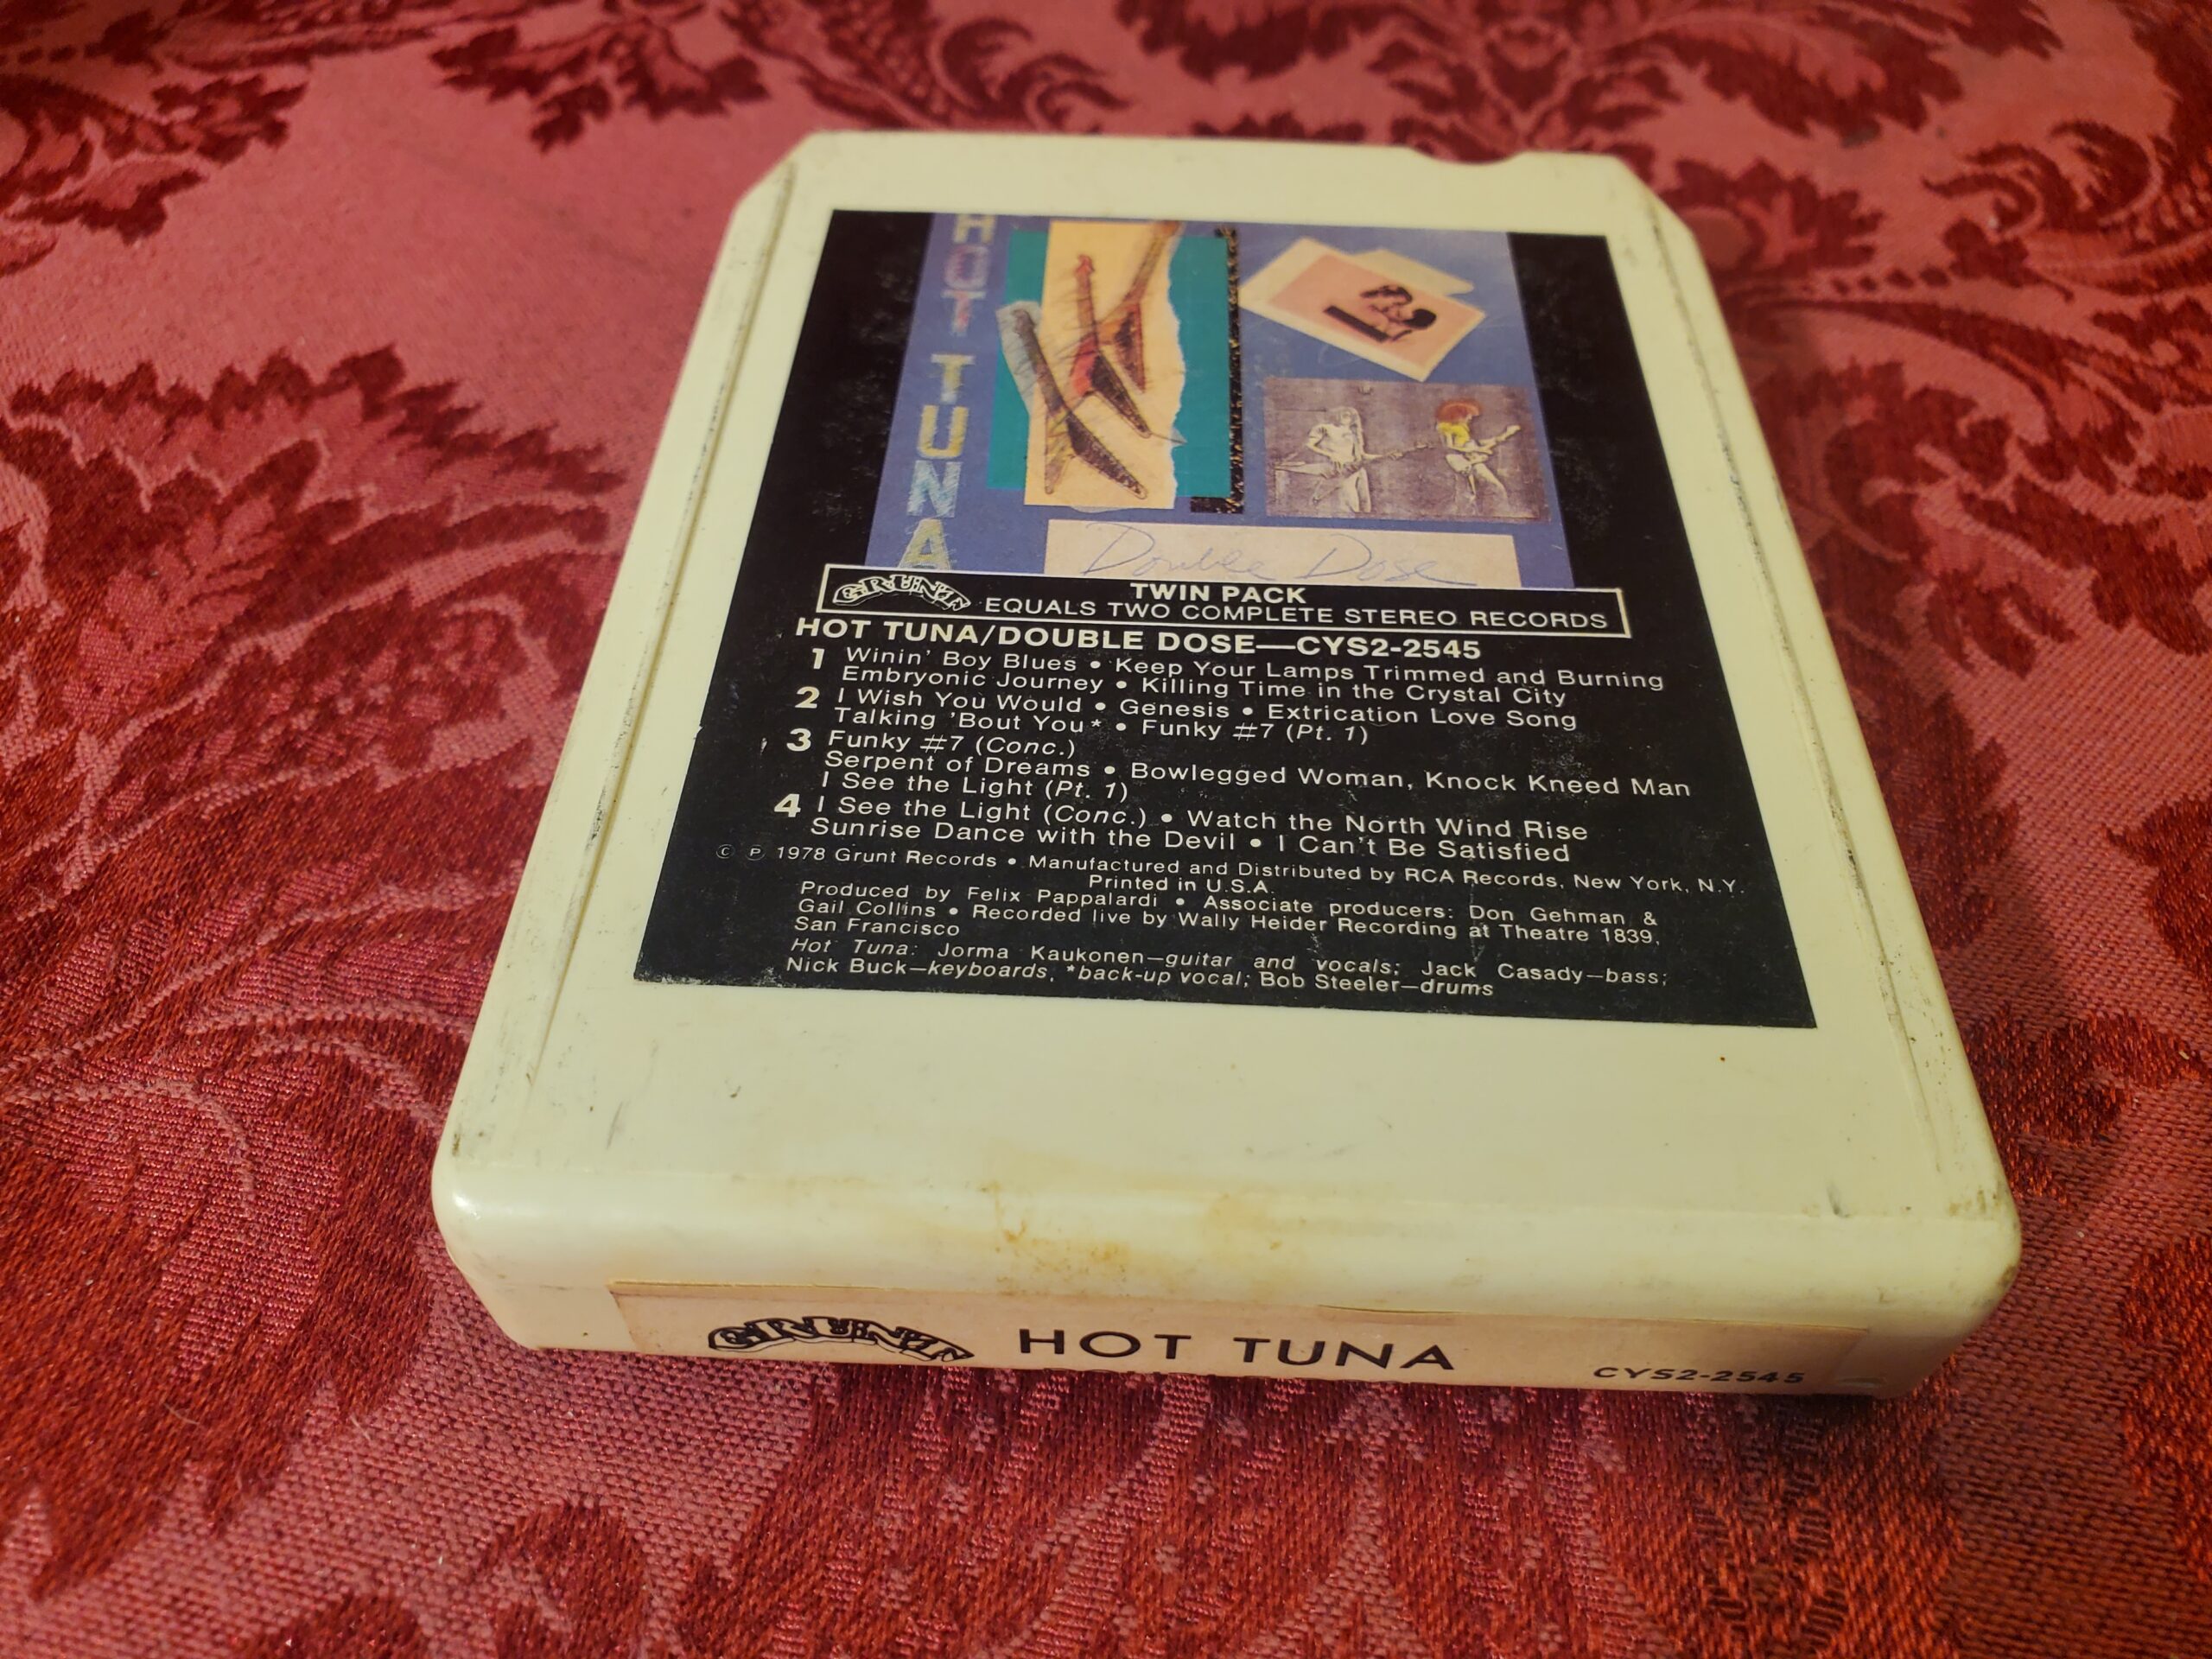 HOT TUNA
Double Dose
GRUNT
TWIN PACK
EQUALS TWO COMPLETE STEREO RECORDS
HOT TUNA/DOUBLE DOSE—CYS2-2545
1 Winin' Boy Blues • Keep Your Lamps Trimmed and Burning
Embryonic Journey • Killing Time in the Crystal City
2 I Wish You Would • Genesis • Extrication Love Song
Talking 'Bout You* • Funky #7 (Pt. 1)
3 Funky #7 (Conc.)
Serpent of Dreams • Bowlegged Woman, Knock Kneed Man
I See the Light (Pt. 1)
4 I See the Light (Conc.) • Watch the North Wind Rise
Sunrise Dance with the Devil • I Can't Be Satisfied
© ℗ 1978 Grunt Records • Manufactured and Distributed by RCA Records, New York, N.Y.
Printed in U.S.A.
Produced by Felix Pappalardi • Associate producers: Don Gehman &
Gail Collins • Recorded live by Wally Heider Recording at Theatre 1839,
San Francisco
Hot Tuna: Jorma Kaukonen—guitar and vocals; Jack Casady—bass;
Nick Buck—keyboards, *back-up vocal; Bob Steeler—drums
GRUNT HOT TUNA CYS2-2545